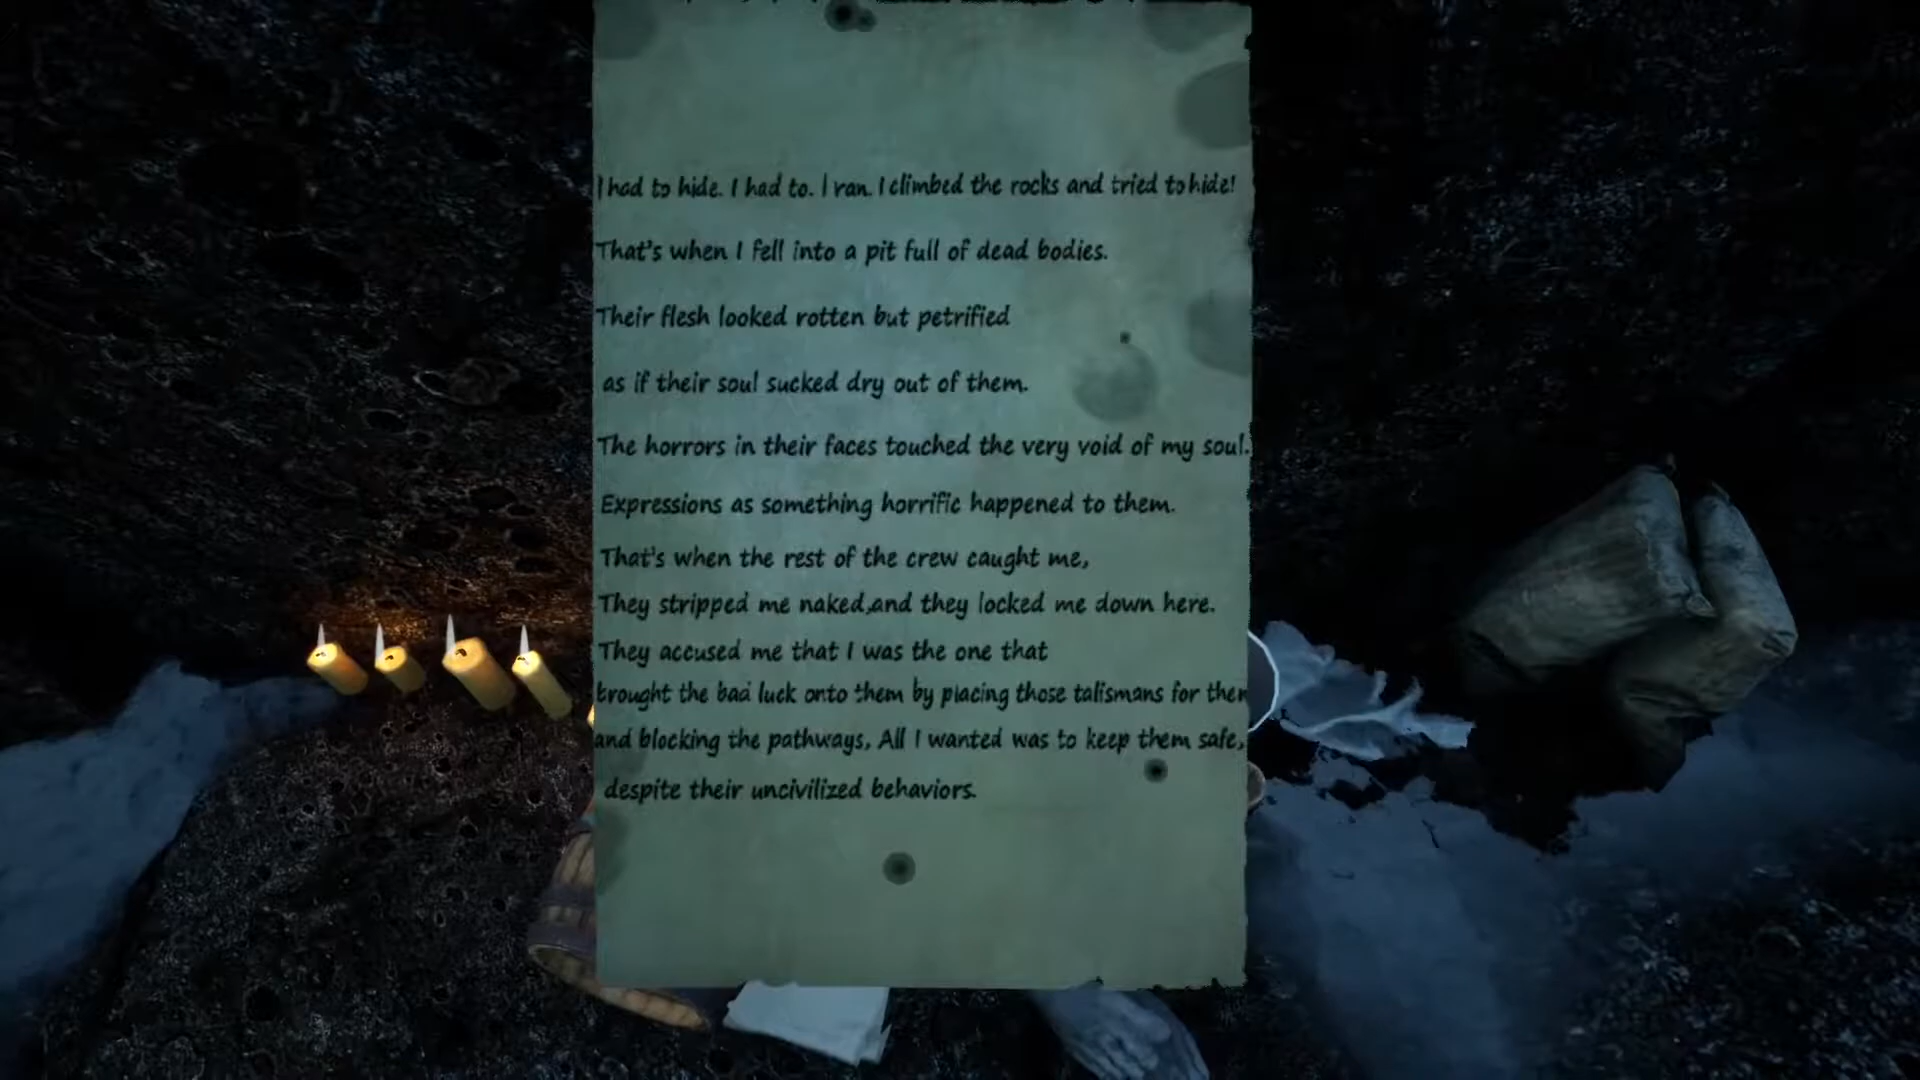 I had to hide. I had to. I ran. I climbed the rocks and tried to hide!
That's when I fell into a pit full of dead bodies.
Their flesh looked rotten but petrified
as if their soul sucked dry out of them.
The horrors in their faces touched the very void of my soul.
Expressions as something horrific happened to them.
That's when the rest of the crew caught me,
They stripped me naked,and they locked me down here.
They accused me that I was the one that
brought the bad luck onto them by placing those talismans for them
and blocking the pathways, All I wanted was to keep them safe,
despite their uncivilized behaviors.